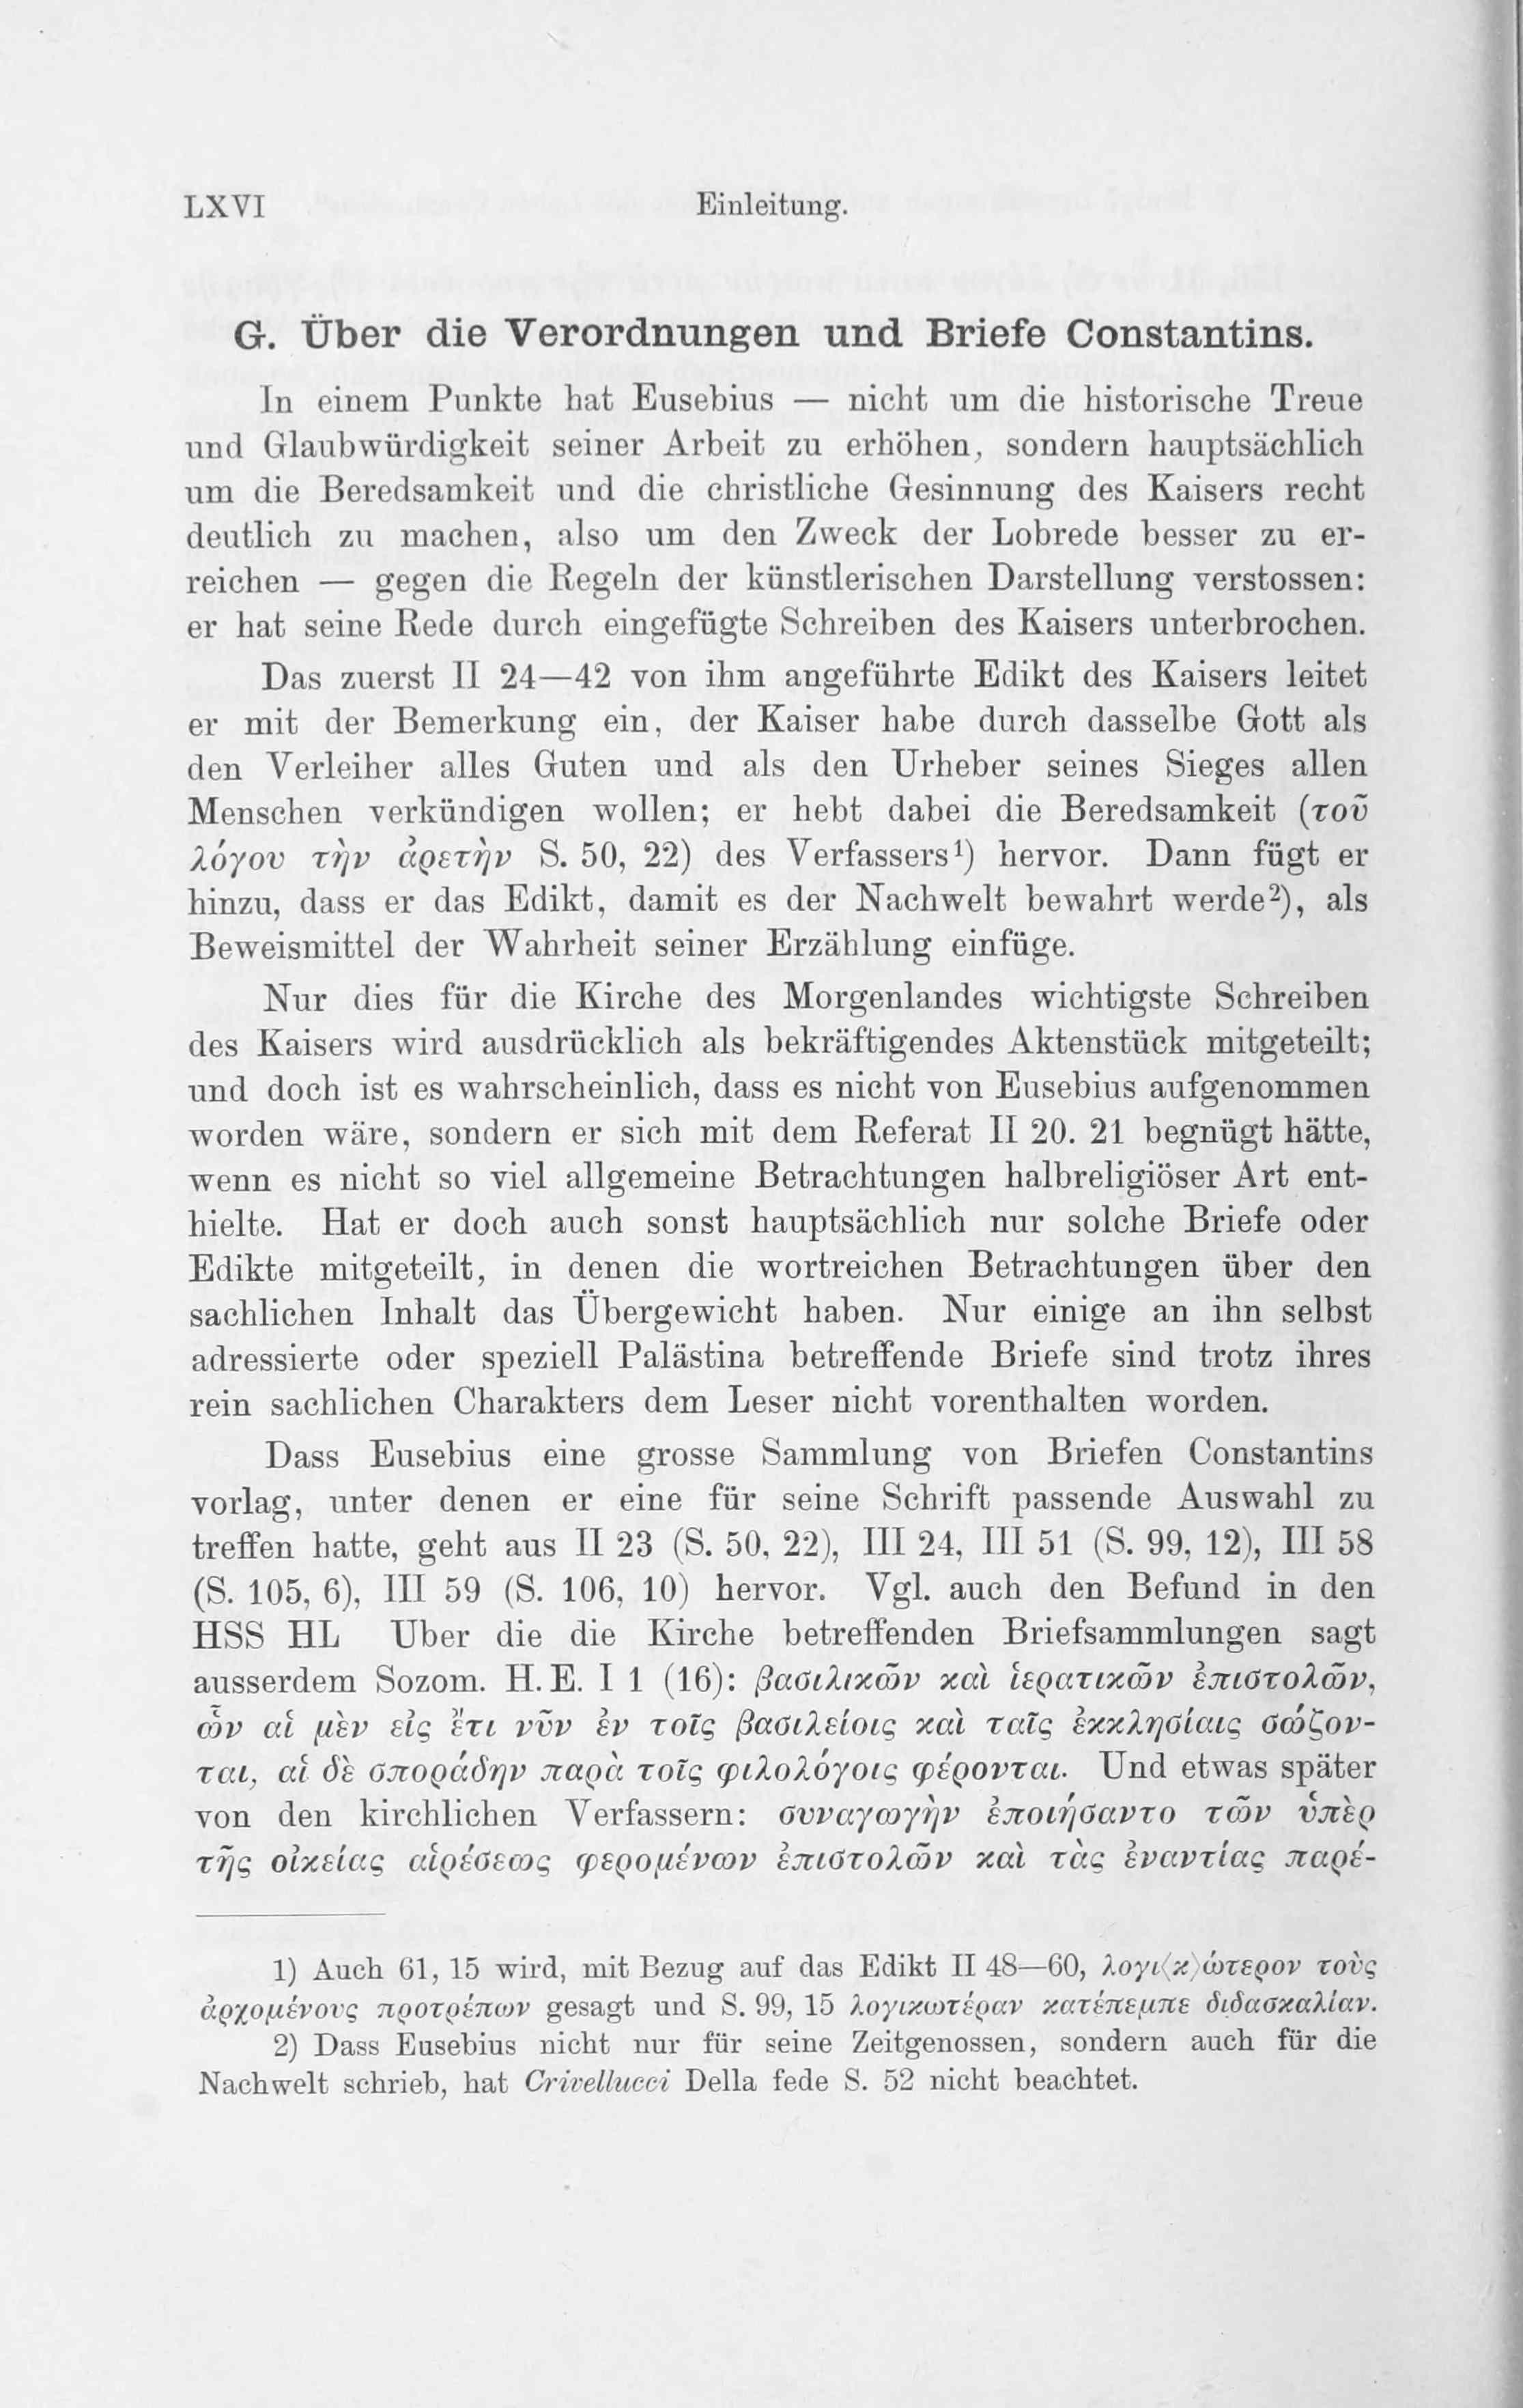 LXVI Einleitung.
G. Über die Verordnungen und Briefe Constantins.
In einem Punkte hat Eusebius — nicht um die historische Treue
und Glaubwürdigkeit seiner Arbeit zu erhöhen, sondern hauptsächlich
um die Beredsamkeit und die christliche Gesinnung des Kaisers recht
deutlich zu machen, also um den Zweck der Lobrede besser zu er-
reichen — gegen die Regeln der künstlerischen Darstellung verstossen:
er hat seine Rede durch eingefügte Schreiben des Kaisers unterbrochen.
Das zuerst II 24—42 von ihm angeführte Edikt des Kaisers leitet
er mit der Bemerkung ein, der Kaiser habe durch dasselbe Gott als
den Verleiher alles Guten und als den Urheber seines Sieges allen
Menschen verkündigen wollen; er hebt dabei die Beredsamkeit (τοῦ
λόγου τὴν ἀρετὴν S. 50, 22) des Verfassers¹) hervor. Dann fügt er
hinzu, dass er das Edikt, damit es der Nachwelt bewahrt werde²), als
Beweismittel der Wahrheit seiner Erzählung einfüge.
Nur dies für die Kirche des Morgenlandes wichtigste Schreiben
des Kaisers wird ausdrücklich als bekräftigendes Aktenstück mitgeteilt;
und doch ist es wahrscheinlich, dass es nicht von Eusebius aufgenommen
worden wäre, sondern er sich mit dem Referat II 20. 21 begnügt hätte,
wenn es nicht so viel allgemeine Betrachtungen halbreligiöser Art ent-
hielte. Hat er doch auch sonst hauptsächlich nur solche Briefe oder
Edikte mitgeteilt, in denen die wortreichen Betrachtungen über den
sachlichen Inhalt das Übergewicht haben. Nur einige an ihn selbst
adressierte oder speziell Palästina betreffende Briefe sind trotz ihres
rein sachlichen Charakters dem Leser nicht vorenthalten worden.
Dass Eusebius eine grosse Sammlung von Briefen Constantins
vorlag, unter denen er eine für seine Schrift passende Auswahl zu
treffen hatte, geht aus II 23 (S. 50, 22), III 24, III 51 (S. 99, 12), III 58
(S. 105, 6), III 59 (S. 106, 10) hervor. Vgl. auch den Befund in den
HSS HL Uber die die Kirche betreffenden Briefsammlungen sagt
ausserdem Sozom. H. E. I 1 (16): βασιλικῶν καὶ ἱερατικῶν ἐπιστολῶν,
ὧν αἱ μὲν εἰς ἔτι νῦν ἐν τοῖς βασιλείοις καὶ ταῖς ἐκκλησίαις σώζον-
ται, αἱ δὲ σποράδην παρὰ τοῖς φιλολόγοις φέρονται. Und etwas später
von den kirchlichen Verfassern: συναγωγὴν ἐποιήσαντο τῶν ὑπὲρ
τῆς οἰκείας αἱρέσεως φερομένων ἐπιστολῶν καὶ τὰς ἐναντίας παρέ-
1) Auch 61, 15 wird, mit Bezug auf das Edikt II 48—60, λογι⟨κ⟩ώτερον τοὺς
ἀρχομένους προτρέπων gesagt und S. 99, 15 λογικωτέραν κατέπεμπε διδασκαλίαν.
2) Dass Eusebius nicht nur für seine Zeitgenossen, sondern auch für die
Nachwelt schrieb, hat Crivellucci Della fede S. 52 nicht beachtet.